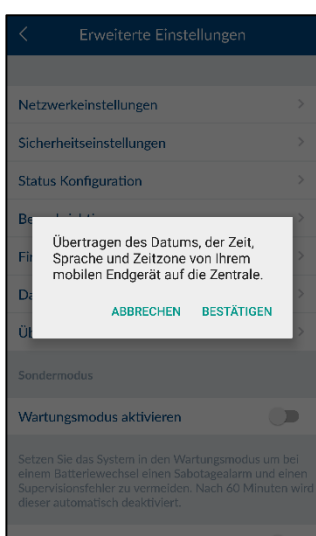 Erweiterte Einstellungen
Netzwerkeinstellungen
Sicherheitseinstellungen
Status Konfiguration
Übertragen des Datums, der Zeit,
Sprache und Zeitzone von Ihrem
mobilen Endgerät auf die Zentrale.
ABBRECHEN BESTÄTIGEN
Sondermodus
Wartungsmodus aktivieren
Setzen Sie das System in den Wartungsmodus um bei
einem Batteriewechsel einen Sabotagealarm und einen
Supervisionsfehler zu vermeiden. Nach 60 Minuten wird
dieser automatisch deaktiviert.